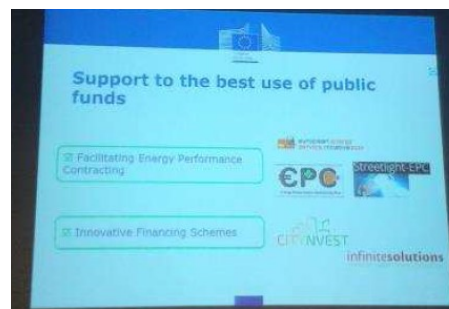 Support to the best use of public
funds
☑ Facilitating Energy Performance
Contracting
EPC
Streetlight-EPC
☑ Innovative Financing Schemes
CITYNVEST
infinitesolutions